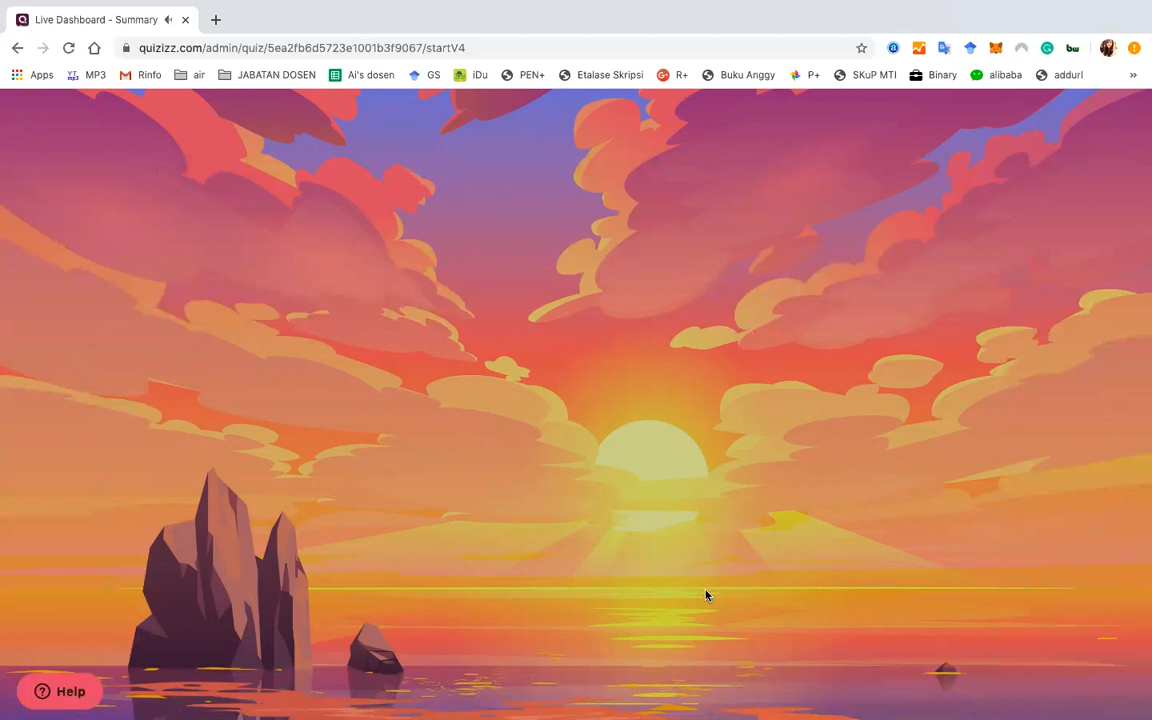 Live Dashboard - Summary
quizizz.com/admin/quiz/5ea2fb6d5723e1001b3f9067/startV4
Apps MP3 Rinfo air JABATAN DOSEN Ai's dosen GS iDu PEN+ Etalase Skripsi R+ Buku Anggy P+ SKuP MTI Binary alibaba addurl »
Help